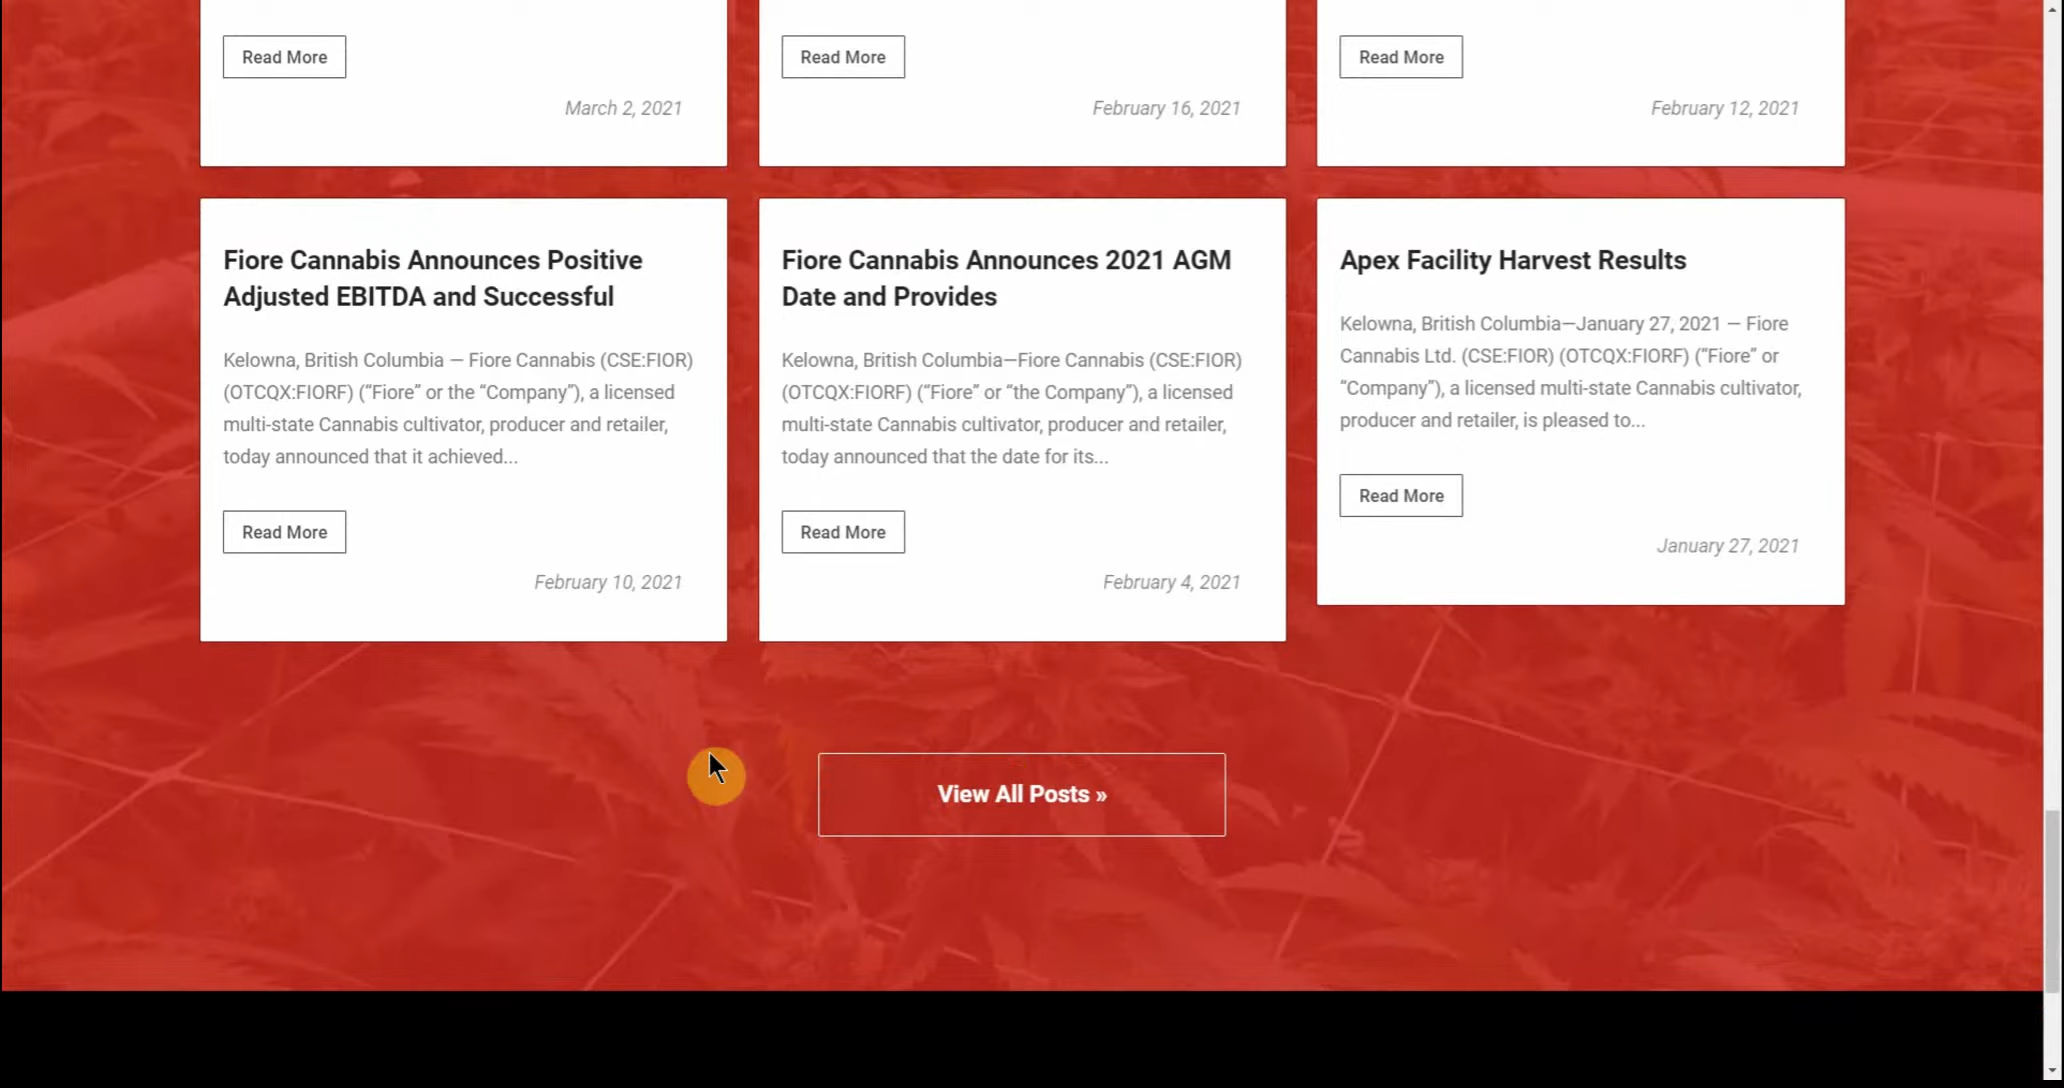 Read More
March 2, 2021
Read More
February 16, 2021
Read More
February 12, 2021
Fiore Cannabis Announces Positive
Adjusted EBITDA and Successful
Kelowna, British Columbia — Fiore Cannabis (CSE:FIOR)
(OTCQX:FIORF) (“Fiore” or the “Company”), a licensed
multi-state Cannabis cultivator, producer and retailer,
today announced that it achieved...
Read More
February 10, 2021
Fiore Cannabis Announces 2021 AGM
Date and Provides
Kelowna, British Columbia—Fiore Cannabis (CSE:FIOR)
(OTCQX:FIORF) (“Fiore” or “the Company”), a licensed
multi-state Cannabis cultivator, producer and retailer,
today announced that the date for its...
Read More
February 4, 2021
Apex Facility Harvest Results
Kelowna, British Columbia—January 27, 2021 — Fiore
Cannabis Ltd. (CSE:FIOR) (OTCQX:FIORF) (“Fiore” or
“Company”), a licensed multi-state Cannabis cultivator,
producer and retailer, is pleased to...
Read More
January 27, 2021
View All Posts »